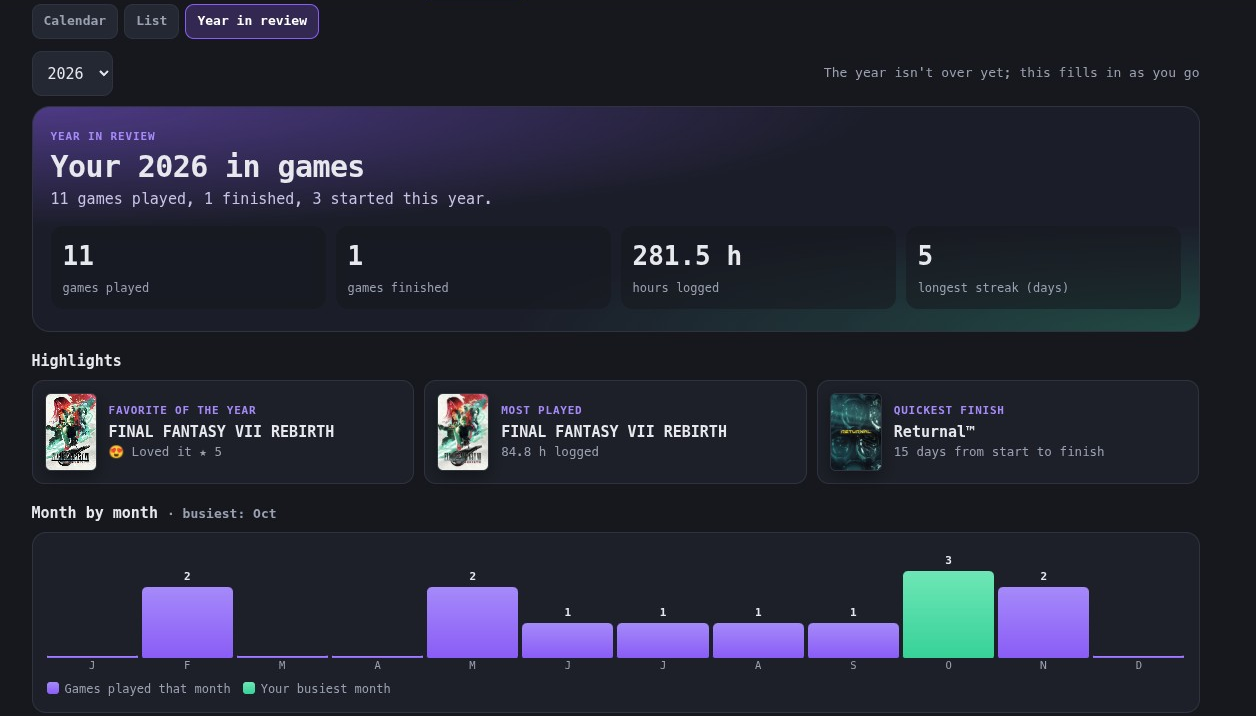 Calendar List Year in review
2026
The year isn't over yet; this fills in as you go
YEAR IN REVIEW
Your 2026 in games
11 games played, 1 finished, 3 started this year.
11
games played
1
games finished
281.5 h
hours logged
5
longest streak (days)
Highlights
FAVORITE OF THE YEAR
FINAL FANTASY VII REBIRTH
😍 Loved it ★ 5
MOST PLAYED
FINAL FANTASY VII REBIRTH
84.8 h logged
RETURNAL
QUICKEST FINISH
Returnal™
15 days from start to finish
Month by month · busiest: Oct
2 2 1 1 1 1 3 2
J F M A M J J A S O N D
Games played that month Your busiest month